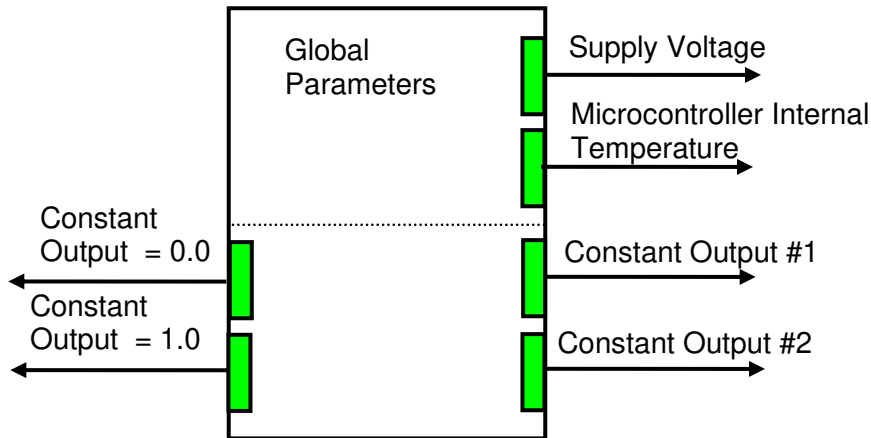 Global
Parameters
Supply Voltage
Microcontroller Internal
Temperature
Constant
Output = 0.0
Constant
Output = 1.0
Constant Output #1
Constant Output #2